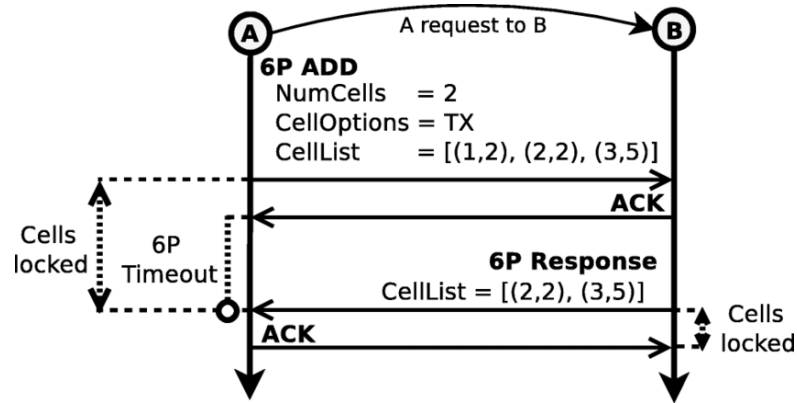 A
A request to B
B
6P ADD
NumCells = 2
CellOptions = TX
CellList = [(1,2), (2,2), (3,5)]
ACK
Cells
locked
6P
Timeout
6P Response
CellList = [(2,2), (3,5)]
ACK
Cells
locked